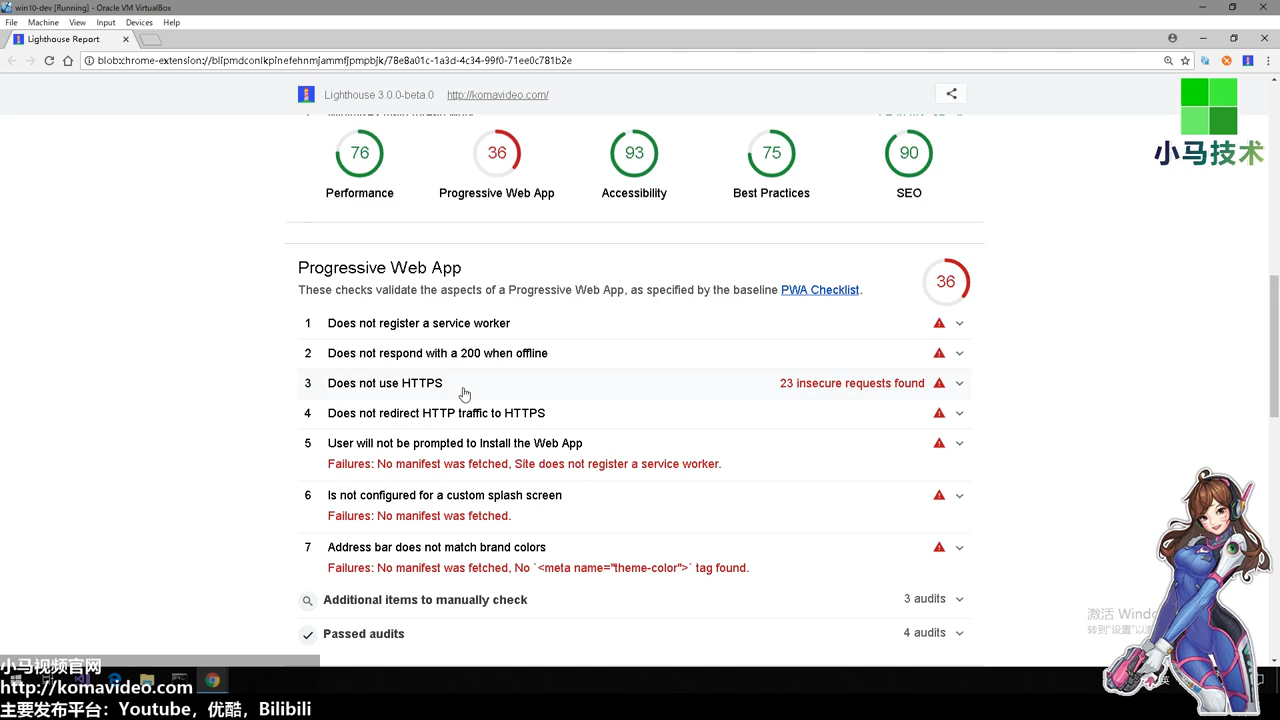 win10-dev [Running] - Oracle VM VirtualBox
File Machine View Input Devices Help
Lighthouse Report
blob:chrome-extension://blipmdconlkpinefehnmjammfjpmpbjk/78e8a01c-1a3d-4c34-99f0-71ee0c781b2e
Lighthouse 3.0.0-beta.0 http://komavideo.com/
小马技术
76 36 93 75 90
Performance Progressive Web App Accessibility Best Practices SEO
Progressive Web App
36
These checks validate the aspects of a Progressive Web App, as specified by the baseline PWA Checklist.
1 Does not register a service worker
2 Does not respond with a 200 when offline
3 Does not use HTTPS 23 insecure requests found
4 Does not redirect HTTP traffic to HTTPS
5 User will not be prompted to Install the Web App
Failures: No manifest was fetched, Site does not register a service worker.
6 Is not configured for a custom splash screen
Failures: No manifest was fetched.
7 Address bar does not match brand colors
Failures: No manifest was fetched, No `<meta name="theme-color">` tag found.
Additional items to manually check 3 audits
Passed audits 4 audits
激活
转到"设置"以
小马视频官网
http://komavideo.com
主要发布平台：Youtube，优酷，Bilibili
英